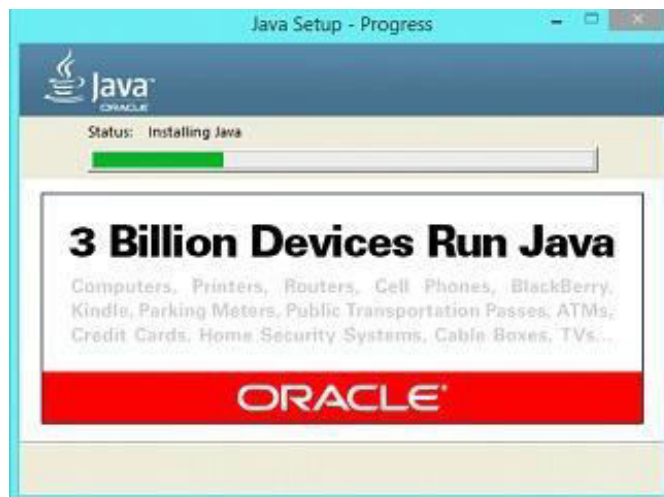 Java Setup - Progress
Java
ORACLE
Status: Installing Java
3 Billion Devices Run Java
Computers, Printers, Routers, Cell Phones, BlackBerry,
Kindle, Parking Meters, Public Transportation Passes, ATMs,
Credit Cards, Home Security Systems, Cable Boxes, TVs...
ORACLE